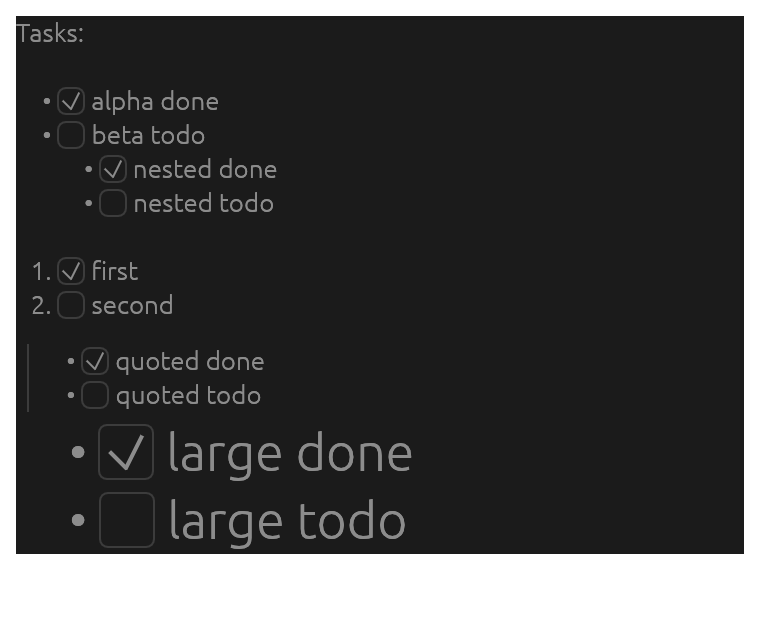 Tasks:
• ☑ alpha done
• ☐ beta todo
• ☑ nested done
• ☐ nested todo
1. ☑ first
2. ☐ second
• ☑ quoted done
• ☐ quoted todo
• ☑ large done
• ☐ large todo